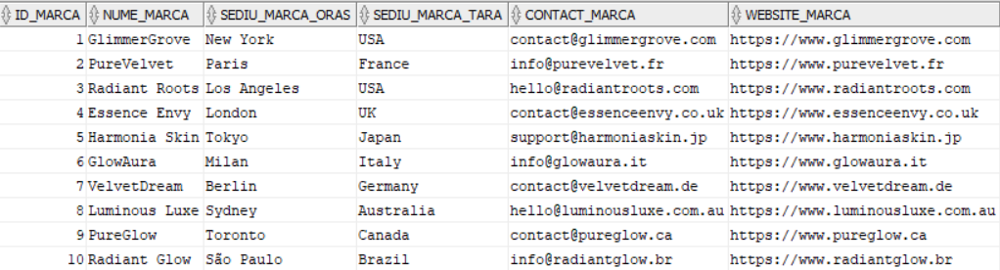 ID_MARCA NUME_MARCA SEDIU_MARCA_ORAS SEDIU_MARCA_TARA CONTACT_MARCA WEBSITE_MARCA
1 GlimmerGrove New York USA contact@glimmergrove.com https://www.glimmergrove.com
2 PureVelvet Paris France info@purevelvet.fr https://www.purevelvet.fr
3 Radiant Roots Los Angeles USA hello@radiantroots.com https://www.radiantroots.com
4 Essence Envy London UK contact@essenceenvy.co.uk https://www.essenceenvy.co.uk
5 Harmonia Skin Tokyo Japan support@harmoniaskin.jp https://www.harmoniaskin.jp
6 GlowAura Milan Italy info@glowaura.it https://www.glowaura.it
7 VelvetDream Berlin Germany contact@velvetdream.de https://www.velvetdream.de
8 Luminous Luxe Sydney Australia hello@luminousluxe.com.au https://www.luminousluxe.com.au
9 PureGlow Toronto Canada contact@pureglow.ca https://www.pureglow.ca
10 Radiant Glow São Paulo Brazil info@radiantglow.br https://www.radiantglow.br